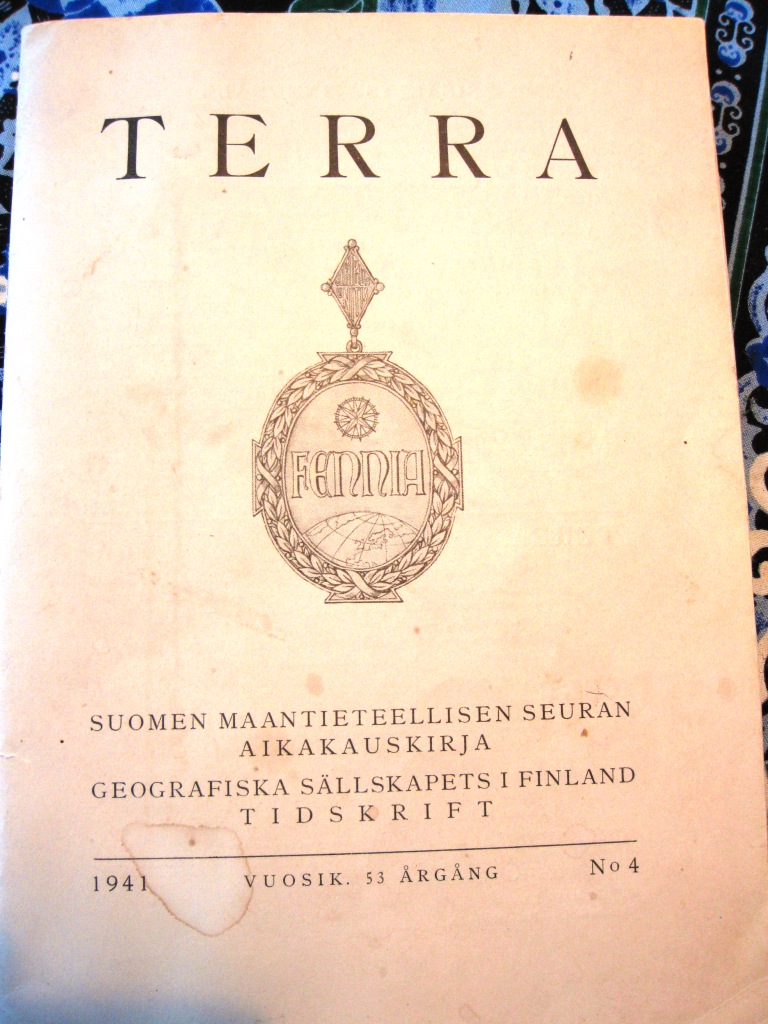 TERRA
FENNIA
SUOMEN MAANTIETEELLISEN SEURAN
AIKAKAUSKIRJA
GEOGRAFISKA SÄLLSKAPETS I FINLAND
TIDSKRIFT
1941 VUOSIK. 53 ÅRGÅNG No 4